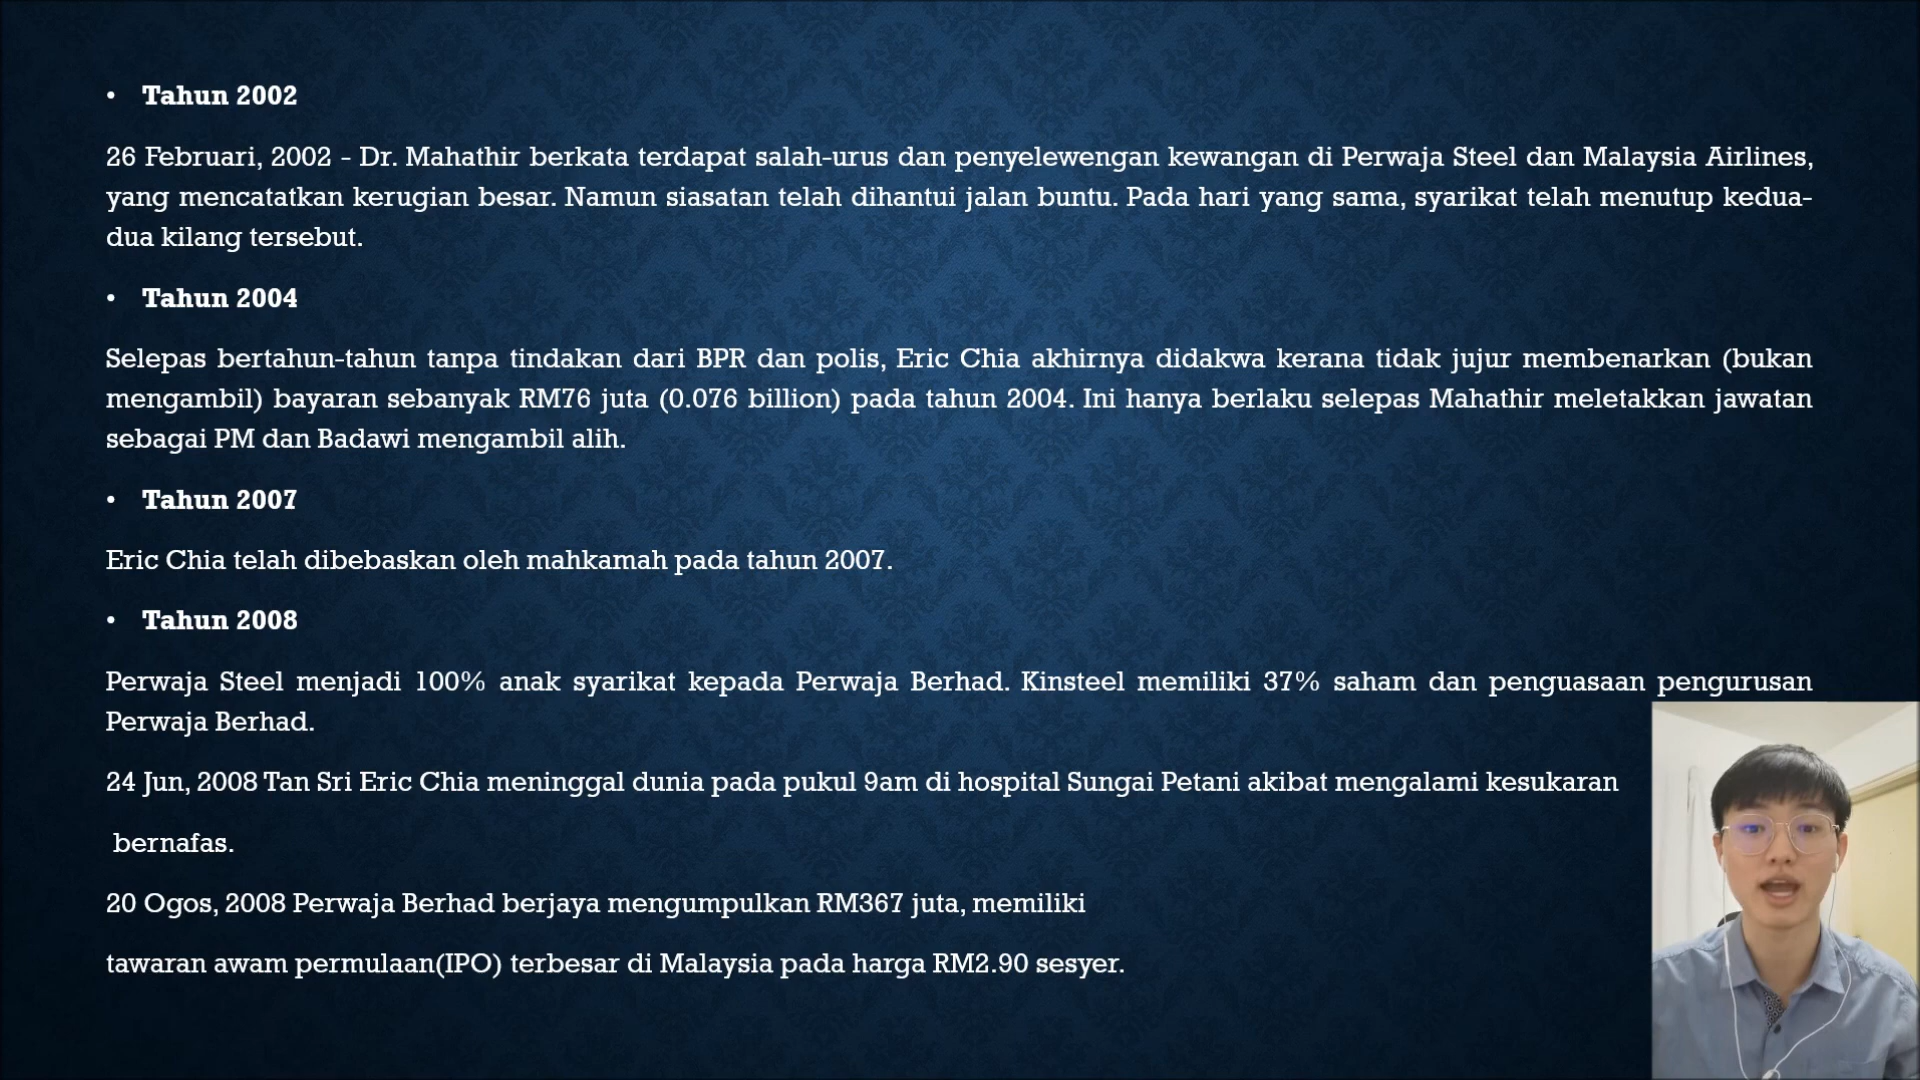 • Tahun 2002
26 Februari, 2002 - Dr. Mahathir berkata terdapat salah-urus dan penyelewengan kewangan di Perwaja Steel dan Malaysia Airlines,
yang mencatatkan kerugian besar. Namun siasatan telah dihantui jalan buntu. Pada hari yang sama, syarikat telah menutup kedua-
dua kilang tersebut.
• Tahun 2004
Selepas bertahun-tahun tanpa tindakan dari BPR dan polis, Eric Chia akhirnya didakwa kerana tidak jujur membenarkan (bukan
mengambil) bayaran sebanyak RM76 juta (0.076 billion) pada tahun 2004. Ini hanya berlaku selepas Mahathir meletakkan jawatan
sebagai PM dan Badawi mengambil alih.
• Tahun 2007
Eric Chia telah dibebaskan oleh mahkamah pada tahun 2007.
• Tahun 2008
Perwaja Steel menjadi 100% anak syarikat kepada Perwaja Berhad. Kinsteel memiliki 37% saham dan penguasaan pengurusan
Perwaja Berhad.
24 Jun, 2008 Tan Sri Eric Chia meninggal dunia pada pukul 9am di hospital Sungai Petani akibat mengalami kesukaran
bernafas.
20 Ogos, 2008 Perwaja Berhad berjaya mengumpulkan RM367 juta, memiliki
tawaran awam permulaan(IPO) terbesar di Malaysia pada harga RM2.90 sesyer.